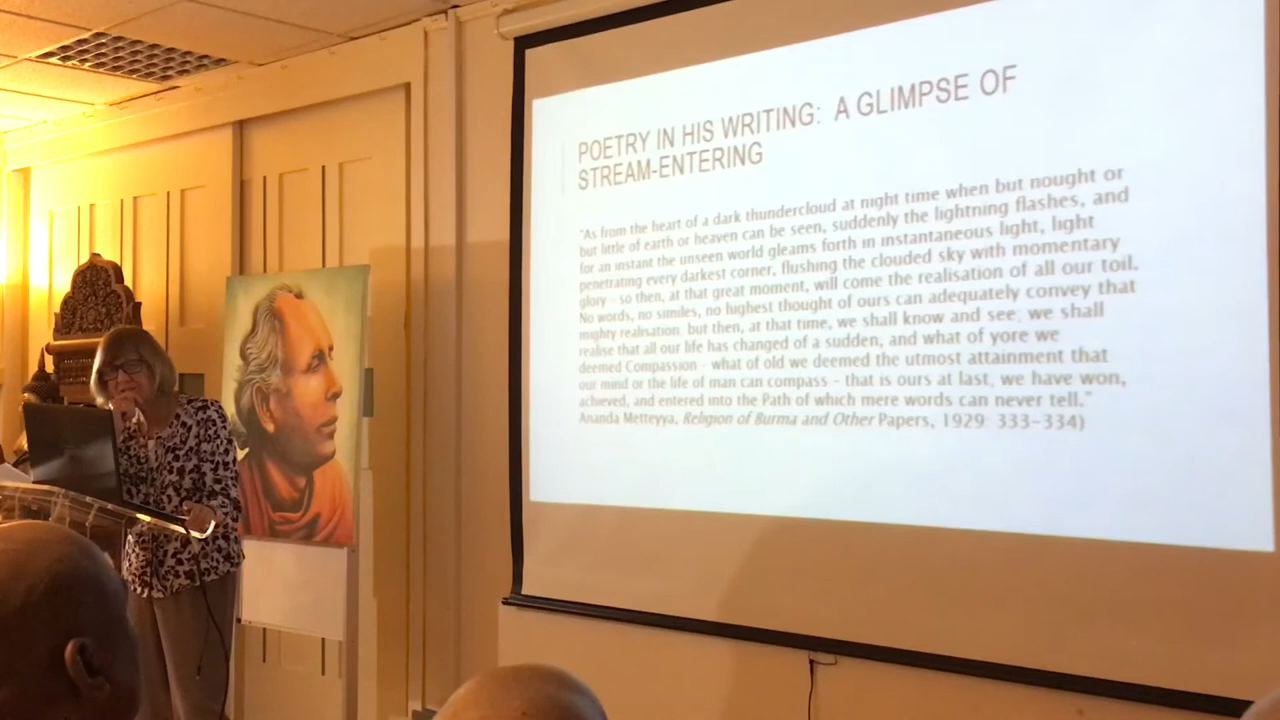 POETRY IN HIS WRITING: A GLIMPSE OF
STREAM-ENTERING
"As from the heart of a dark thundercloud at night time when but nought or
but little of earth or heaven can be seen, suddenly the lightning flashes, and
for an instant the unseen world gleams forth in instantaneous light, light
penetrating every darkest corner, flushing the clouded sky with momentary
glory - so then, at that great moment, will come the realisation of all our toil.
No words, no similes, no highest thought of ours can adequately convey that
mighty realisation; but then, at that time, we shall know and see; we shall
realise that all our life has changed of a sudden, and what of yore we
deemed Compassion - what of old we deemed the utmost attainment that
our mind or the life of man can compass - that is ours at last, we have won,
achieved, and entered into the Path of which mere words can never tell."
Ananda Metteyya, Religion of Burma and Other Papers, 1929: 333-334)